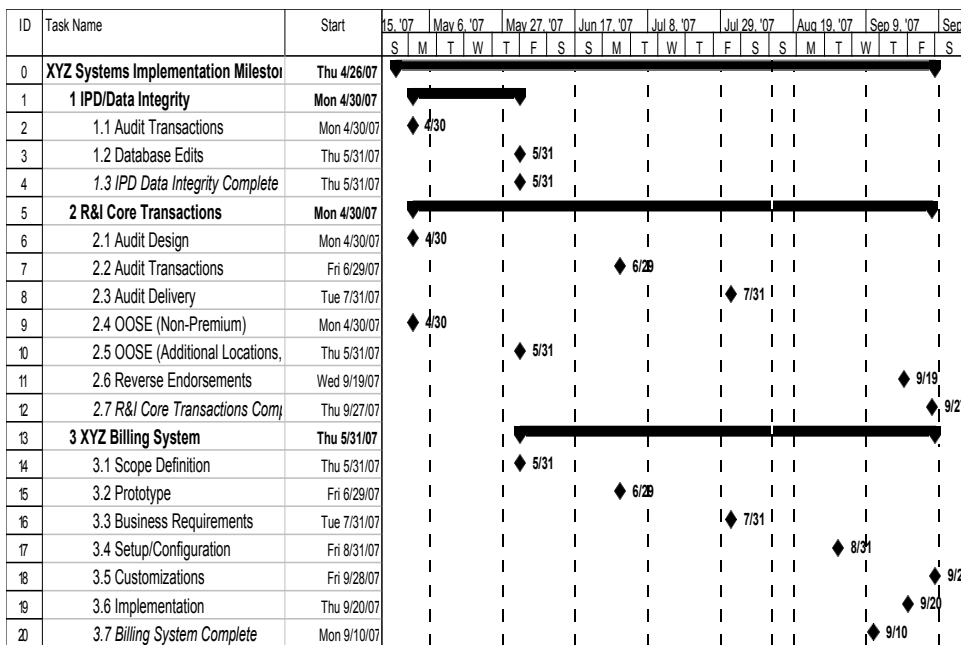 ID Task Name Start 15, '07 May 6, '07 May 27, '07 Jun 17, '07 Jul 8, '07 Jul 29, '07 Aug 19, '07 Sep 9, '07 Sep
S M T W T F S S M T W T F S S M T W T F S
0 XYZ Systems Implementation Milestor Thu 4/26/07
1 1 IPD/Data Integrity Mon 4/30/07
2 1.1 Audit Transactions Mon 4/30/07 4/30
3 1.2 Database Edits Thu 5/31/07 5/31
4 1.3 IPD Data Integrity Complete Thu 5/31/07 5/31
5 2 R&I Core Transactions Mon 4/30/07
6 2.1 Audit Design Mon 4/30/07 4/30
7 2.2 Audit Transactions Fri 6/29/07 6/29
8 2.3 Audit Delivery Tue 7/31/07 7/31
9 2.4 OOSE (Non-Premium) Mon 4/30/07 4/30
10 2.5 OOSE (Additional Locations, Thu 5/31/07 5/31
11 2.6 Reverse Endorsements Wed 9/19/07 9/19
12 2.7 R&I Core Transactions Comp Thu 9/27/07 9/27
13 3 XYZ Billing System Thu 5/31/07
14 3.1 Scope Definition Thu 5/31/07 5/31
15 3.2 Prototype Fri 6/29/07 6/29
16 3.3 Business Requirements Tue 7/31/07 7/31
17 3.4 Setup/Configuration Fri 8/31/07 8/31
18 3.5 Customizations Fri 9/28/07 9/2
19 3.6 Implementation Thu 9/20/07 9/20
20 3.7 Billing System Complete Mon 9/10/07 9/10